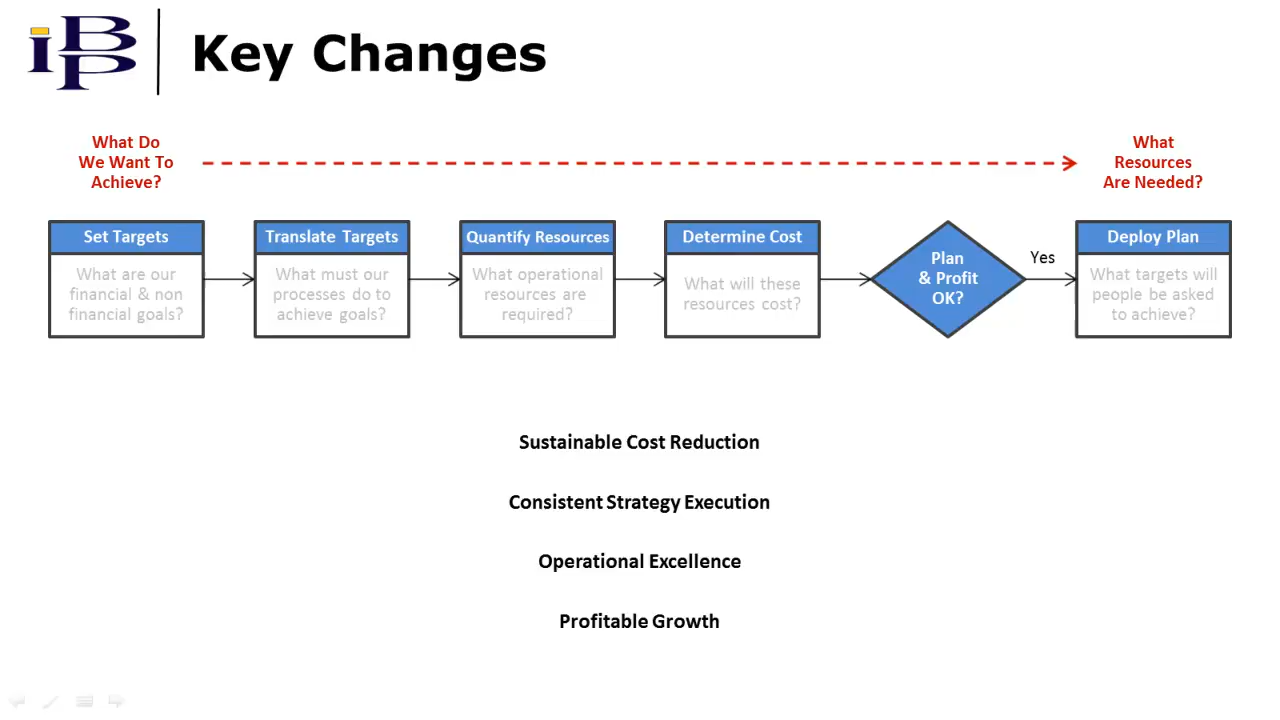 iBP
Key Changes
What Do
We Want To
Achieve?
What
Resources
Are Needed?
Set Targets
What are our
financial & non
financial goals?
Translate Targets
What must our
processes do to
achieve goals?
Quantify Resources
What operational
resources are
required?
Determine Cost
What will these
resources cost?
Plan
& Profit
OK?
Yes
Deploy Plan
What targets will
people be asked
to achieve?
Sustainable Cost Reduction
Consistent Strategy Execution
Operational Excellence
Profitable Growth